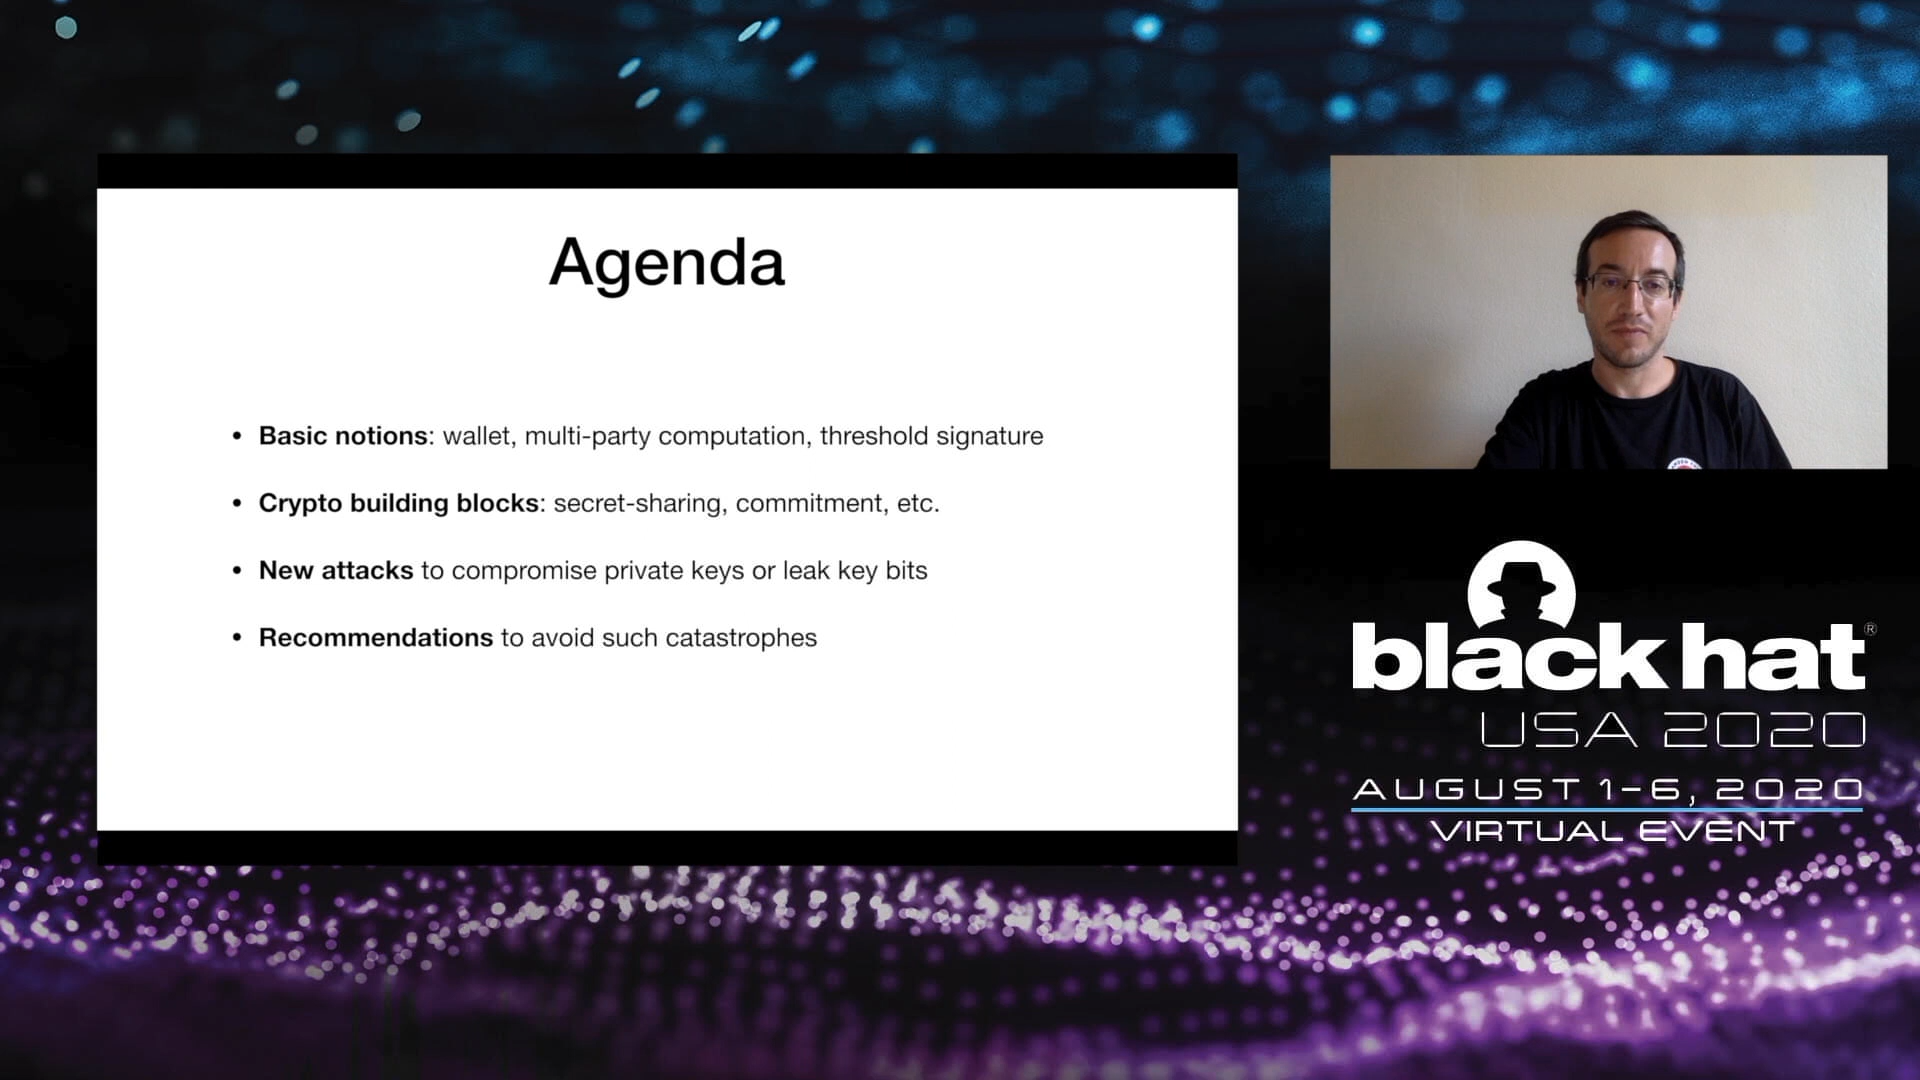 Agenda
• Basic notions: wallet, multi-party computation, threshold signature
• Crypto building blocks: secret-sharing, commitment, etc.
• New attacks to compromise private keys or leak key bits
• Recommendations to avoid such catastrophes
black hat®
USA 2020
AUGUST 1-6, 2020
VIRTUAL EVENT